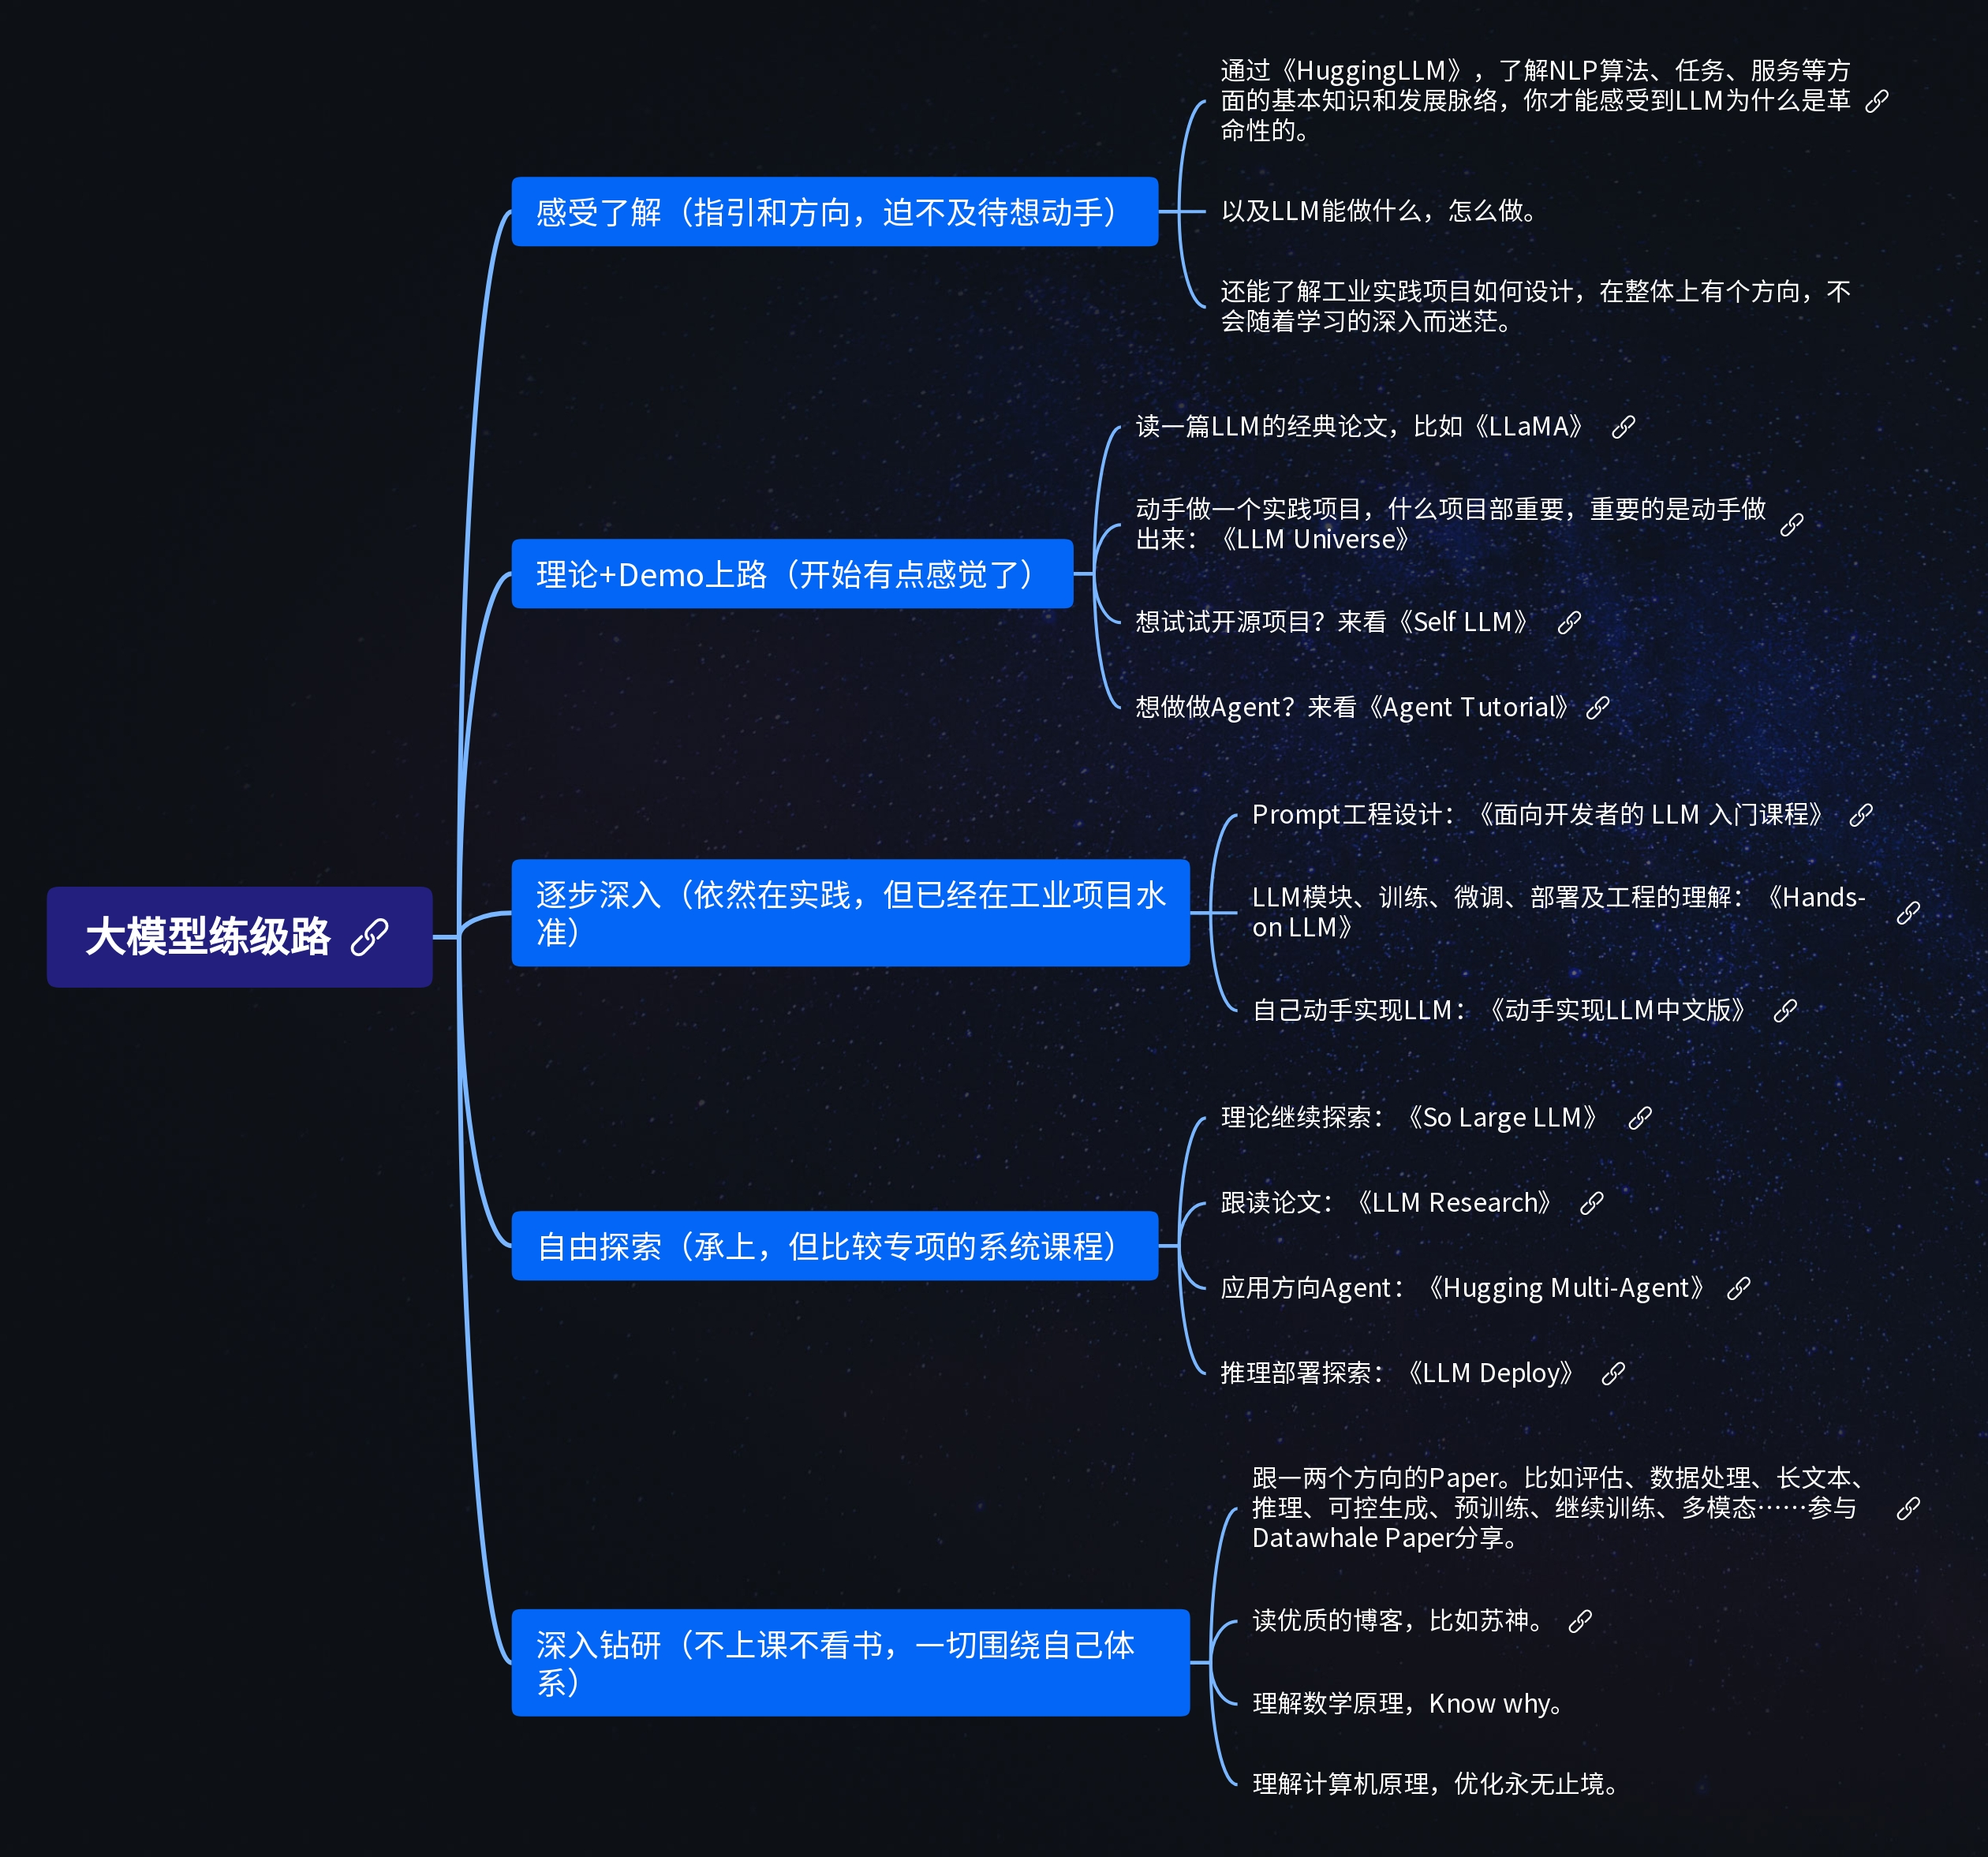 通过《HuggingLLM》，了解NLP算法、任务、服务等方
面的基本知识和发展脉络，你才能感受到LLM为什么是革
命性的。
感受了解（指引和方向，迫不及待想动手）
以及LLM能做什么，怎么做。
还能了解工业实践项目如何设计，在整体上有个方向，不
会随着学习的深入而迷茫。
读一篇LLM的经典论文，比如《LLaMA》
动手做一个实践项目，什么项目部重要，重要的是动手做
出来：《LLM Universe》
理论+Demo上路（开始有点感觉了）
想试试开源项目？来看《Self LLM》
想做做Agent？来看《Agent Tutorial》
Prompt工程设计：《面向开发者的 LLM 入门课程》
逐步深入（依然在实践，但已经在工业项目水
准）
LLM模块、训练、微调、部署及工程的理解：《Hands-
on LLM》
大模型练级路
自己动手实现LLM：《动手实现LLM中文版》
理论继续探索：《So Large LLM》
跟读论文：《LLM Research》
自由探索（承上，但比较专项的系统课程）
应用方向Agent：《Hugging Multi-Agent》
推理部署探索：《LLM Deploy》
跟一两个方向的Paper。比如评估、数据处理、长文本、
推理、可控生成、预训练、继续训练、多模态……参与
Datawhale Paper分享。
读优质的博客，比如苏神。
深入钻研（不上课不看书，一切围绕自己体
系）
理解数学原理，Know why。
理解计算机原理，优化永无止境。